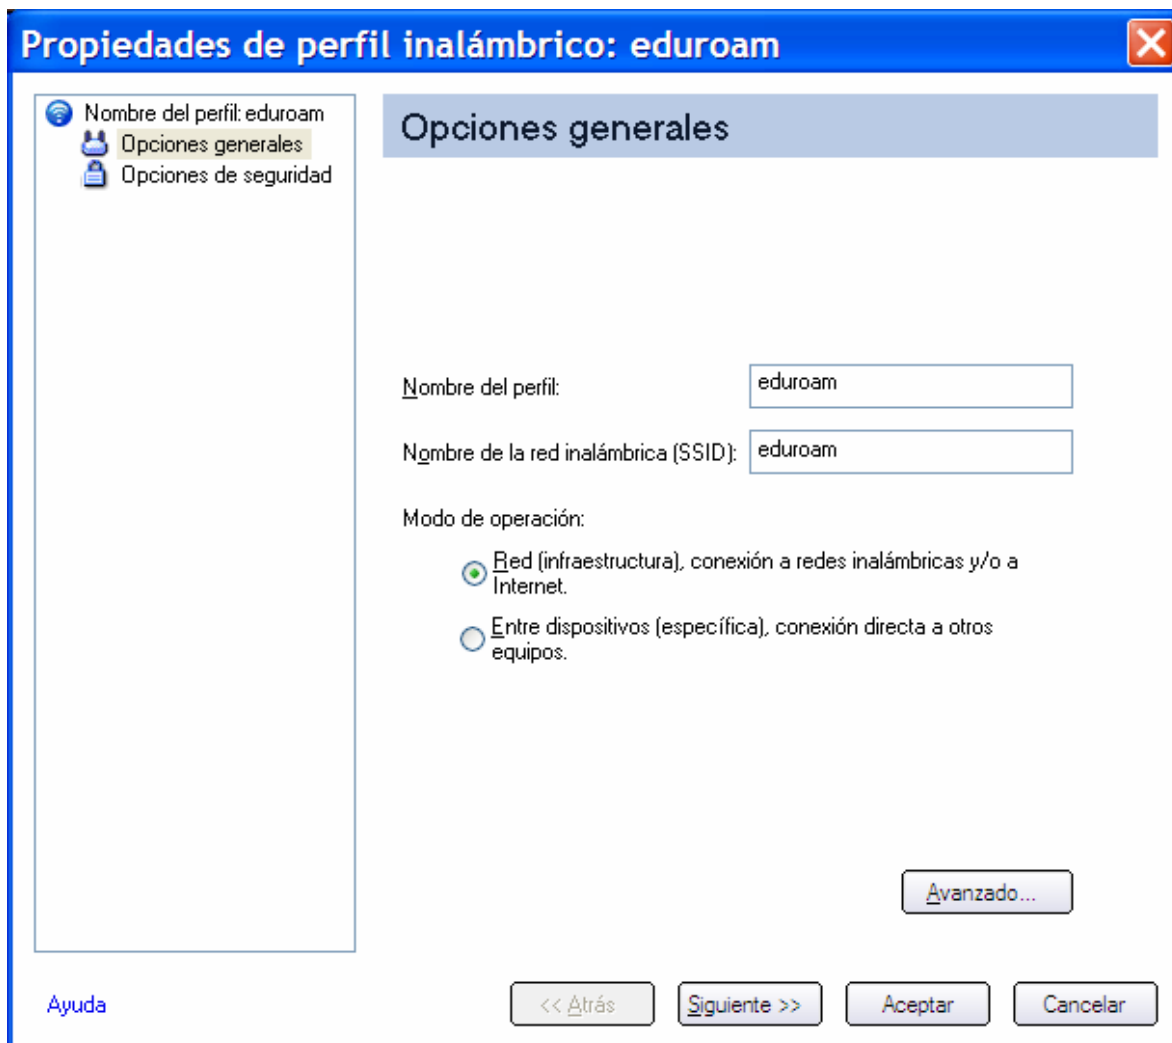 Propiedades de perfil inalámbrico: eduroam
Nombre del perfil: eduroam
Opciones generales
Opciones de seguridad
Opciones generales
Nombre del perfil:
eduroam
Nombre de la red inalámbrica (SSID):
eduroam
Modo de operación:
Red (infraestructura), conexión a redes inalámbricas y/o a
Internet.
Entre dispositivos (específica), conexión directa a otros
equipos.
Avanzado...
Ayuda
<< Atrás
Siguiente >>
Aceptar
Cancelar